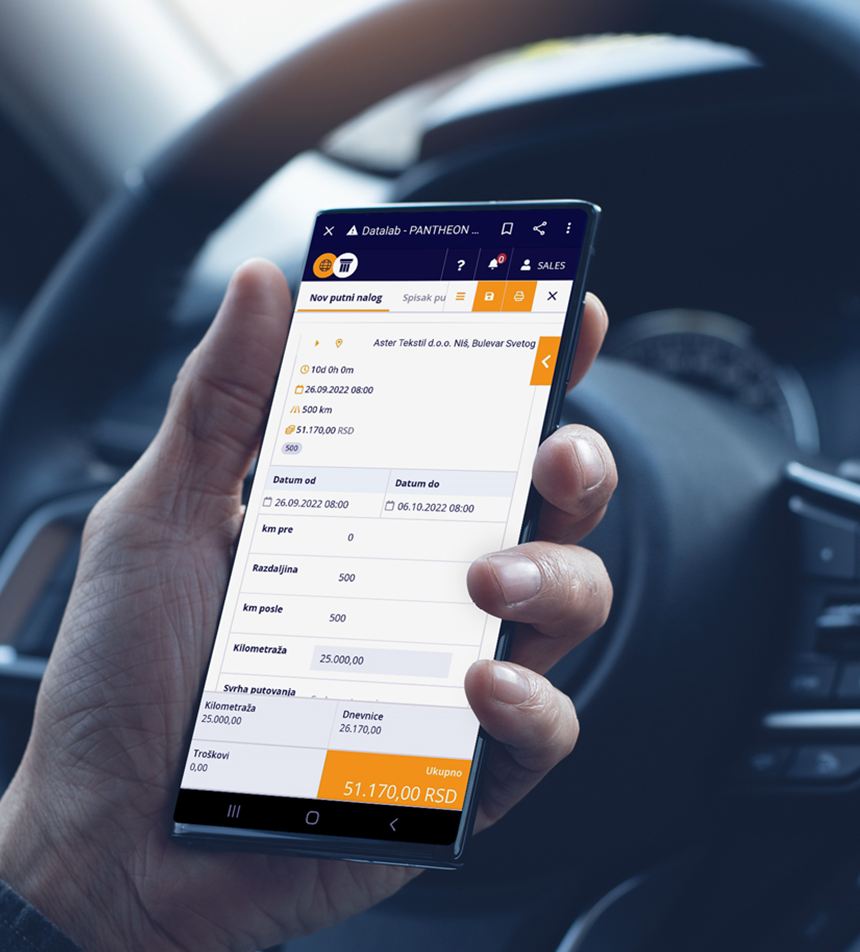 Datalab - PANTHEON ...
? 0 SALES
Nov putni nalog Spisak pu
Aster Tekstil d.o.o. Niš, Bulevar Svetog
10d 0h 0m
26.09.2022 08:00
500 km
51.170,00 RSD
500
Datum od Datum do
26.09.2022 08:00 06.10.2022 08:00
km pre 0
Razdaljina 500
km posle 500
Kilometraža 25.000,00
Svrha putovanja
Kilometraža Dnevnice
25.000,00 26.170,00
Troškovi Ukupno
0,00 51.170,00 RSD